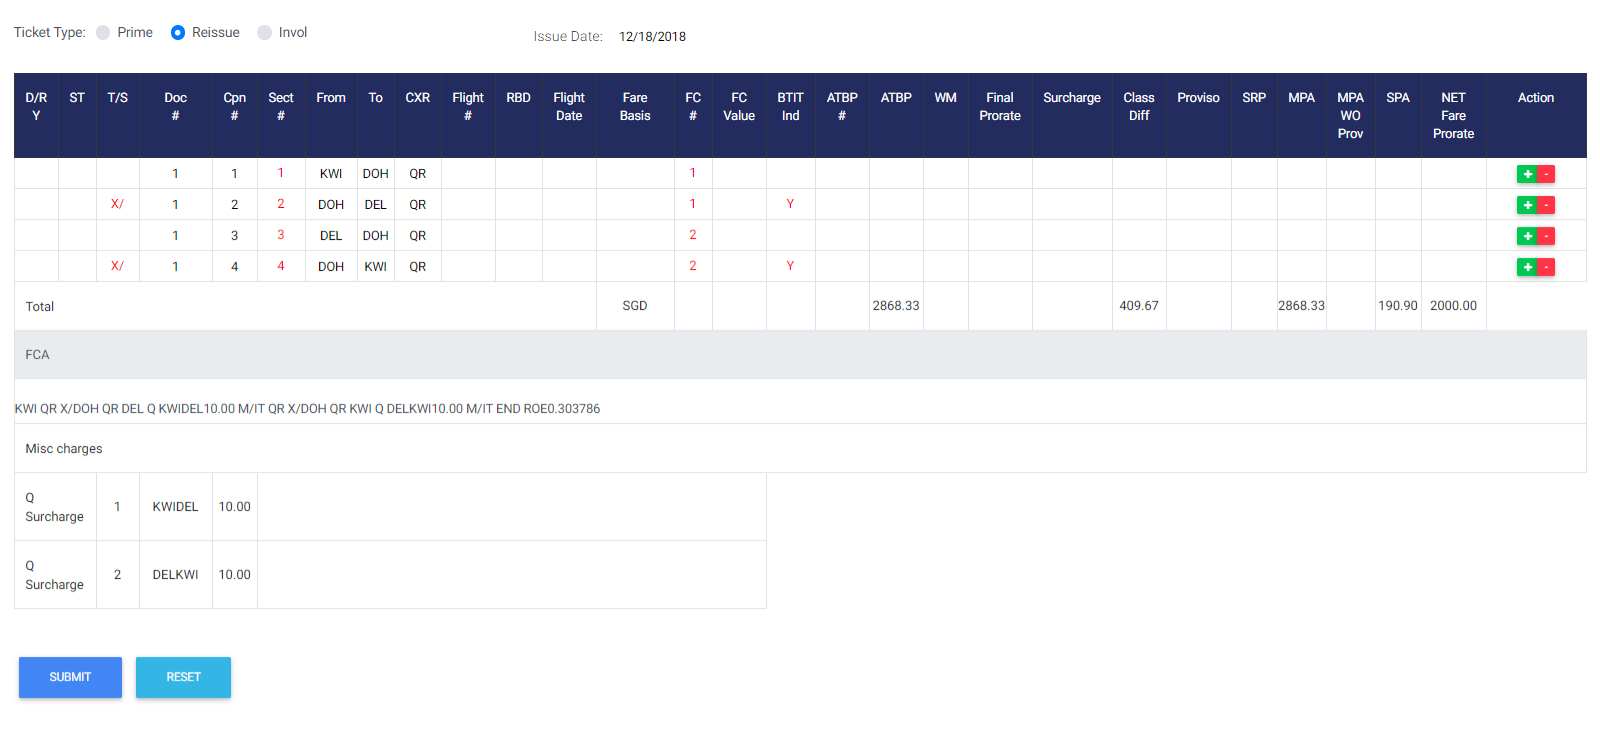 Ticket Type: Prime Reissue Invol Issue Date: 12/18/2018
D/R Y ST T/S Doc # Cpn # Sect # From To CXR Flight # RBD Flight Date Fare Basis FC # FC Value BTIT Ind ATBP # ATBP WM Final Prorate Surcharge Class Diff Proviso SRP MPA MPA WO Prov SPA NET Fare Prorate Action
1 1 1 KWI DOH QR 1 + -
X/ 1 2 2 DOH DEL QR 1 Y + -
1 3 3 DEL DOH QR 2 + -
X/ 1 4 4 DOH KWI QR 2 Y + -
Total SGD 2868.33 409.67 2868.33 190.90 2000.00
FCA
KWI QR X/DOH QR DEL Q KWIDEL10.00 M/IT QR X/DOH QR KWI Q DELKWI10.00 M/IT END ROE0.303786
Misc charges
Q Surcharge 1 KWIDEL 10.00
Q Surcharge 2 DELKWI 10.00
SUBMIT RESET